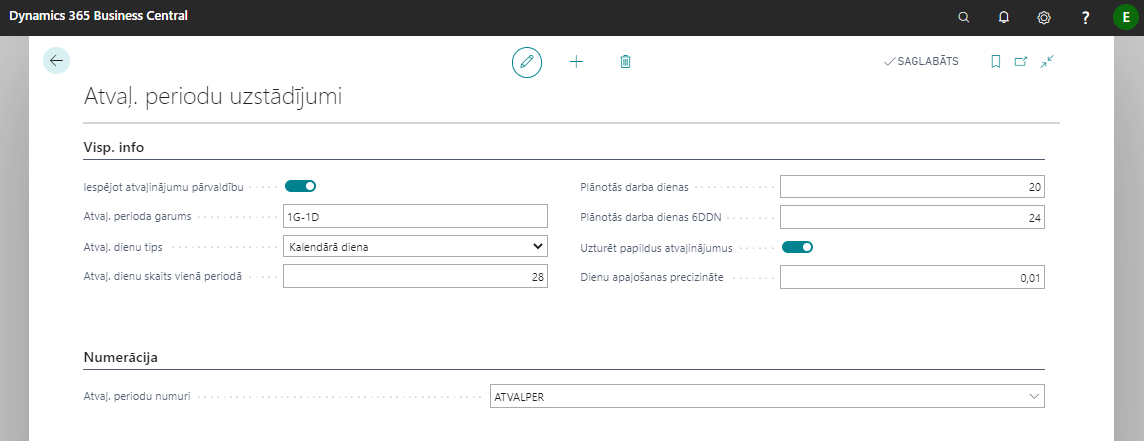 Dynamics 365 Business Central
?
E
SAGLABĀTS
Atvaļ. periodu uzstādījumi
Visp. info
Iespējot atvaļinājumu pārvaldību
Atvaļ. perioda garums 1G-1D
Atvaļ. dienu tips Kalendārā diena
Atvaļ. dienu skaits vienā periodā 28
Plānotās darba dienas 20
Plānotās darba dienas 6DDN 24
Uzturēt papildus atvaļinājumus
Dienu apaļošanas precizināte 0,01
Numerācija
Atvaļ. periodu numuri ATVALPER